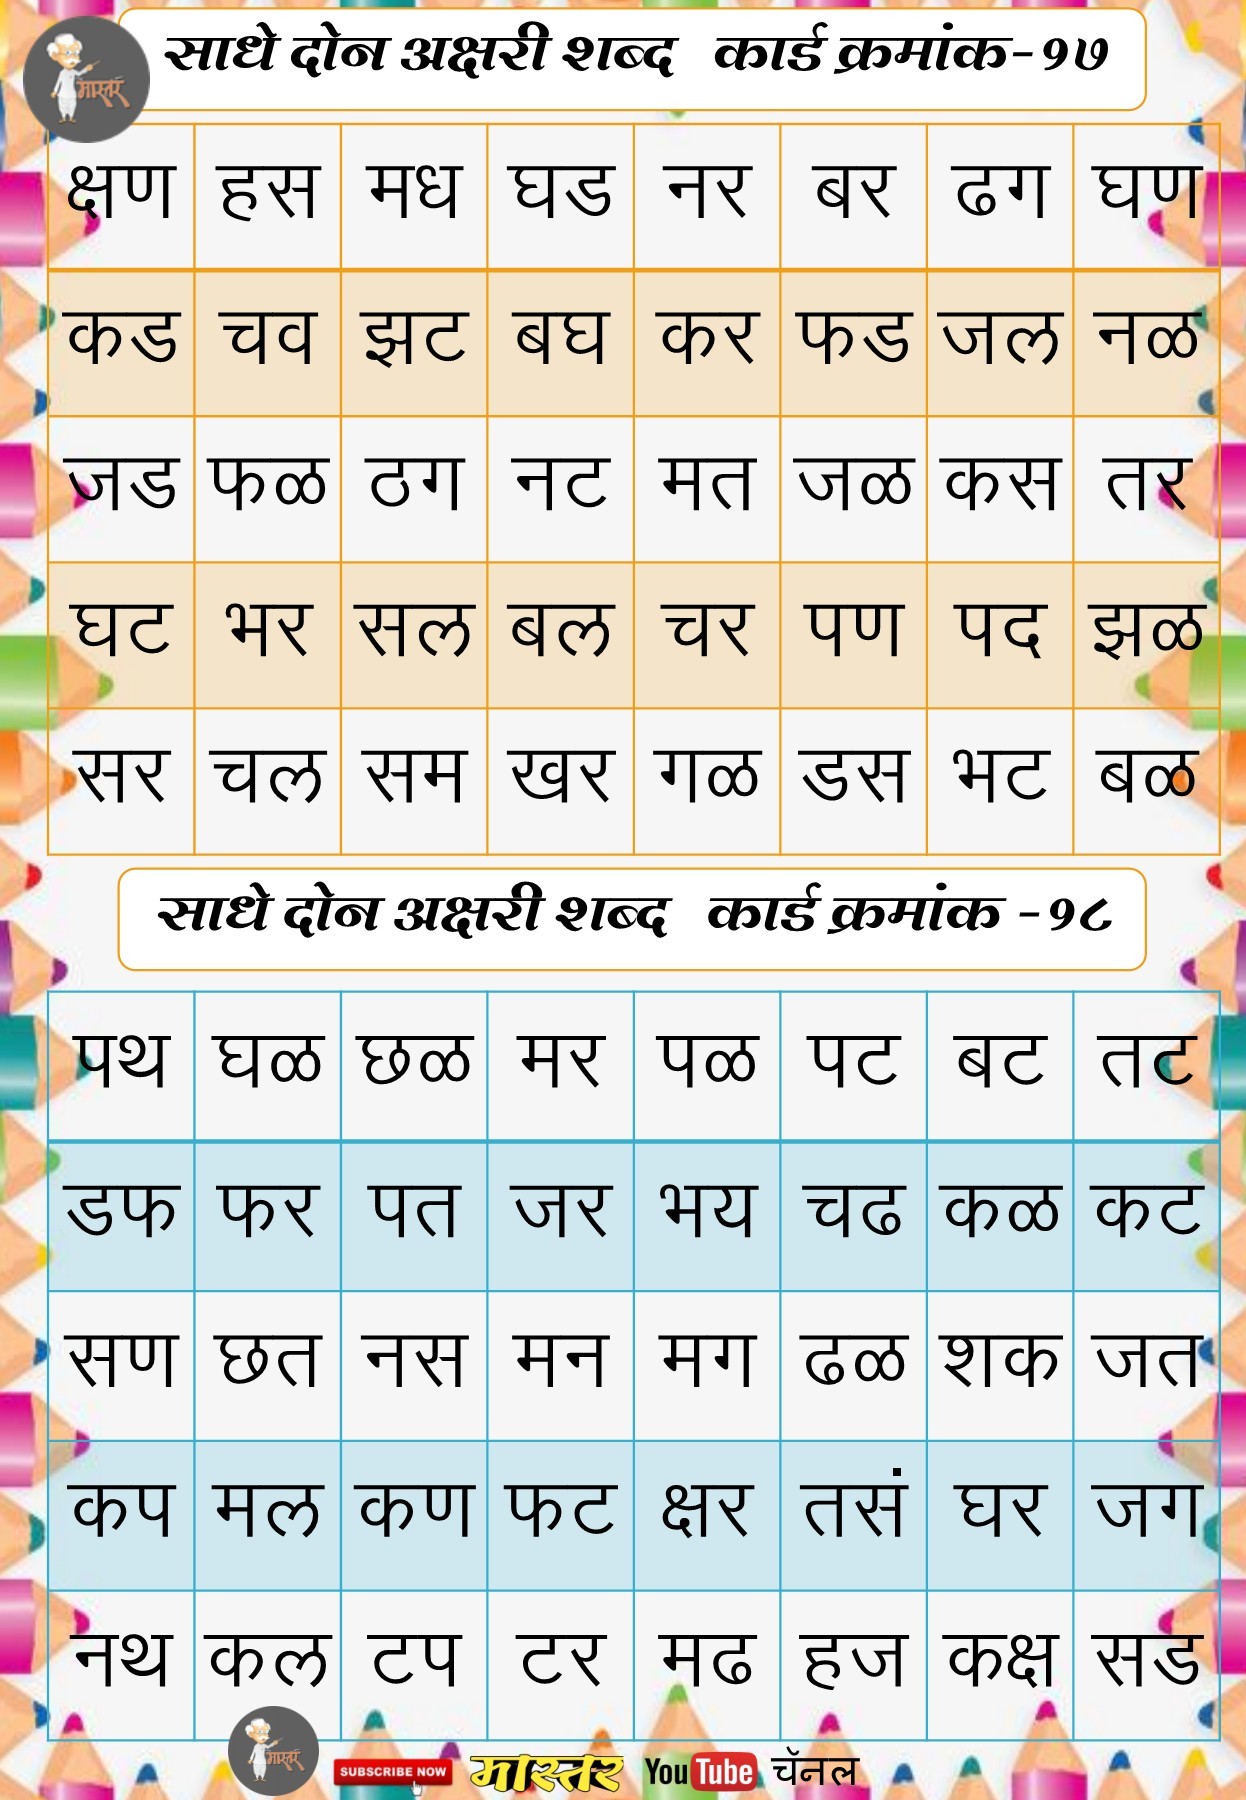 साधे दोन अक्षरी शब्द कार्ड क्रमांक-१७
मास्तर
क्षण हस मध घड नर बर ढग घण
कड चव झट बघ कर फड जल नळ
जड फळ ठग नट मत जळ कस तर
घट भर सल बल चर पण पद झळ
सर चल सम खर गळ डस भट बळ
साधे दोन अक्षरी शब्द कार्ड क्रमांक -१८
पथ घळ छळ मर पळ पट बट तट
डफ फर पत जर भय चढ कळ कट
सण छत नस मन मग ढळ शक जत
कप मल कण फट क्षर तसं घर जग
नथ कल टप टर मढ हज कक्ष सड
मास्तर SUBSCRIBE NOW मास्तर YouTube चॅनल